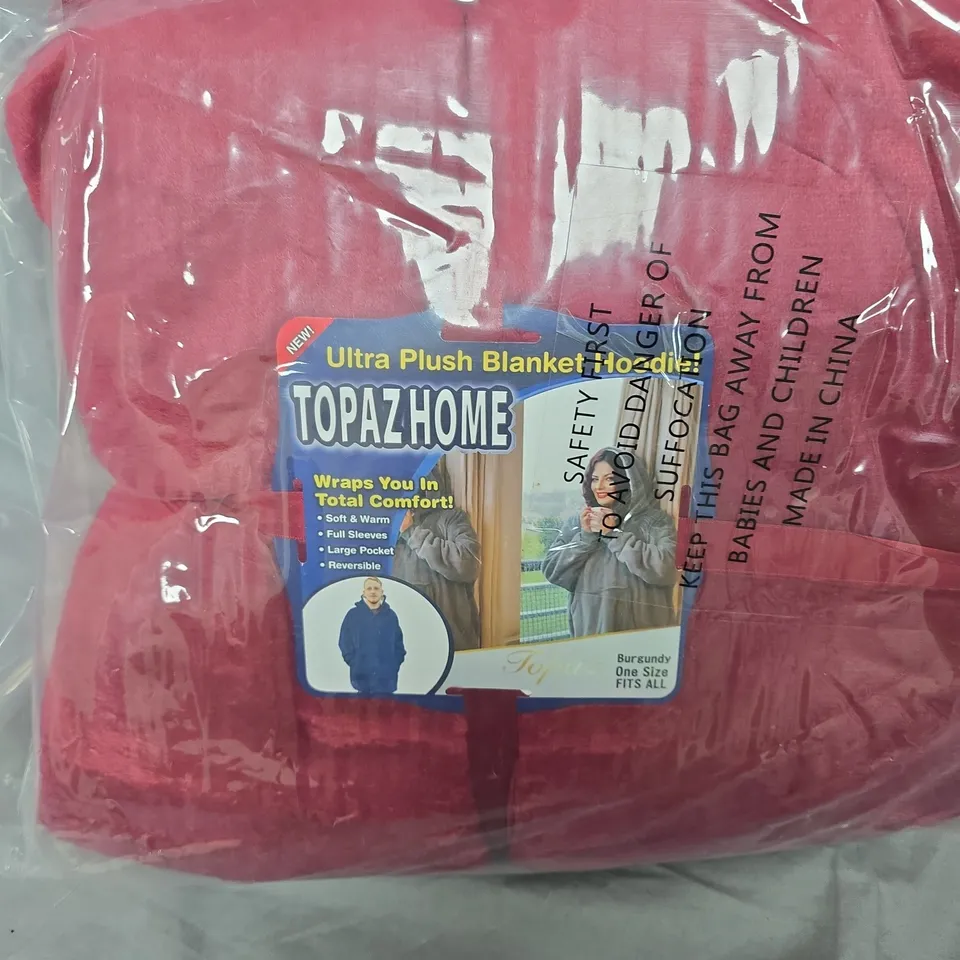 NEW!
Ultra Plush Blanket Hoodie!
TOPAZ HOME
Wraps You In
Total Comfort!
• Soft & Warm
• Full Sleeves
• Large Pocket
• Reversible
Topaz
Burgundy
One Size
FITS ALL
SAFETY FIRST
TO AVOID DANGER OF
SUFFOCATION
KEEP THIS BAG AWAY FROM
BABIES AND CHILDREN
MADE IN CHINA